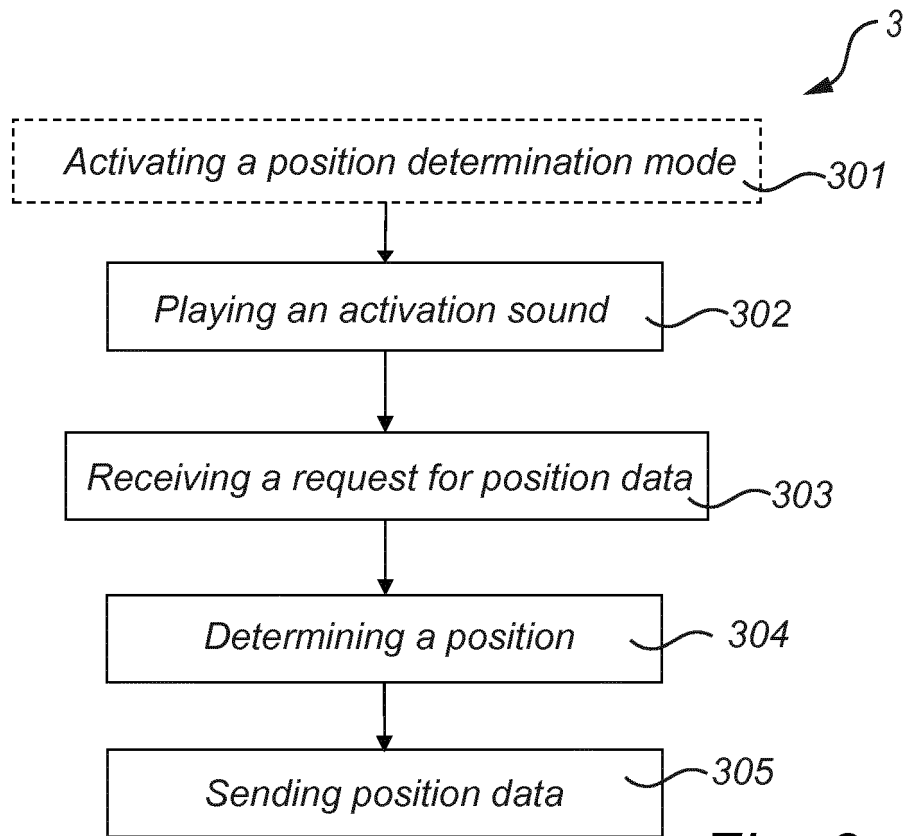 3
Activating a position determination mode
301
Playing an activation sound
302
Receiving a request for position data
303
Determining a position
304
Sending position data
305